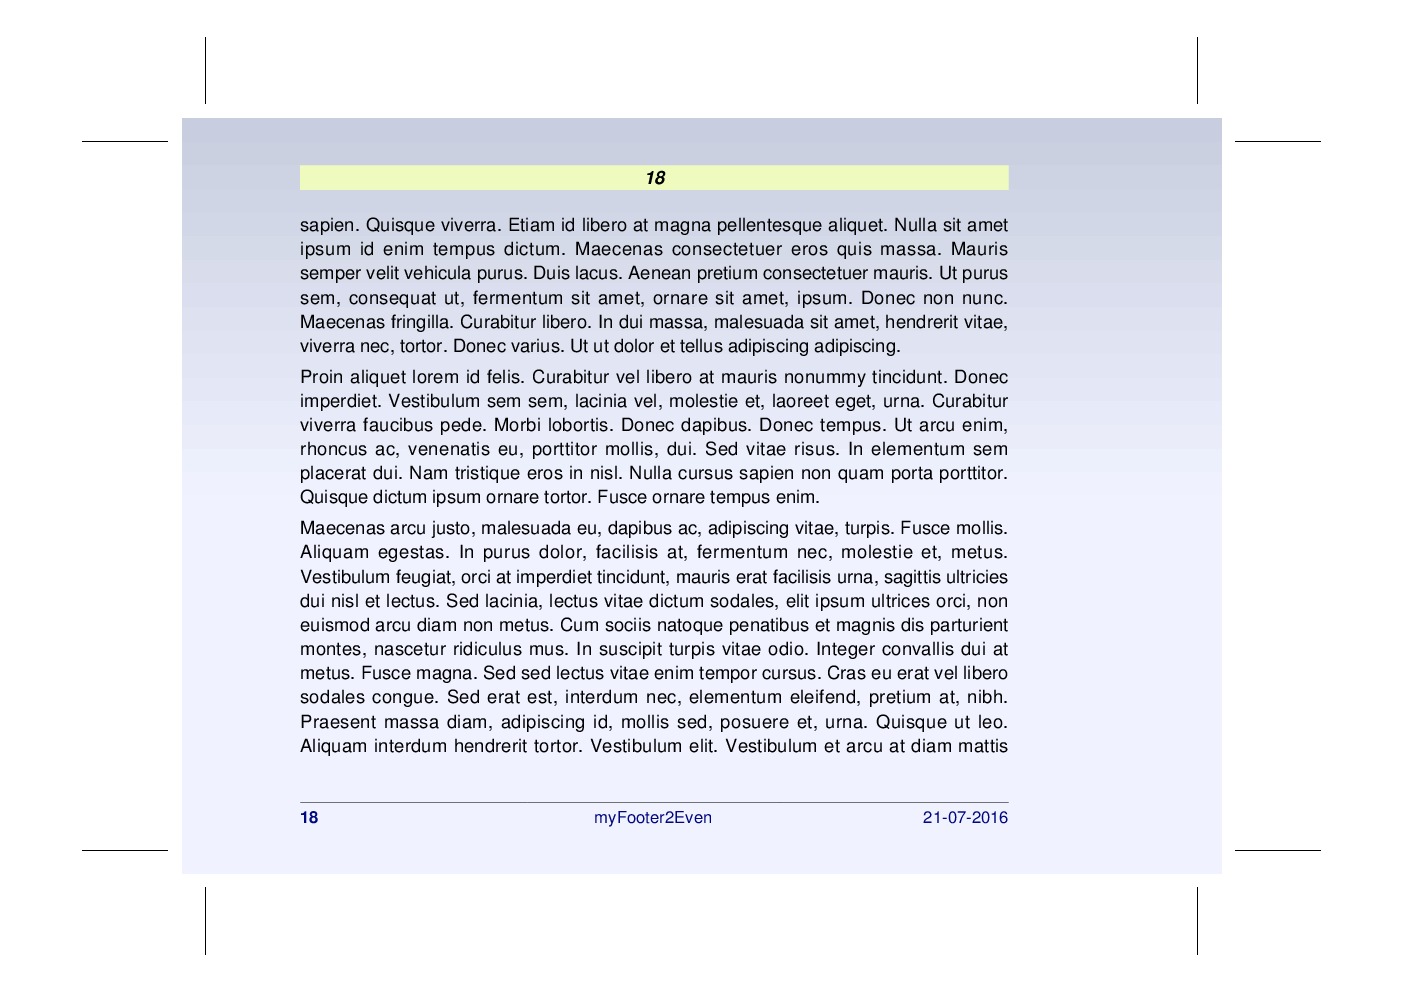 18
sapien. Quisque viverra. Etiam id libero at magna pellentesque aliquet. Nulla sit amet
ipsum id enim tempus dictum. Maecenas consectetuer eros quis massa. Mauris
semper velit vehicula purus. Duis lacus. Aenean pretium consectetuer mauris. Ut purus
sem, consequat ut, fermentum sit amet, ornare sit amet, ipsum. Donec non nunc.
Maecenas fringilla. Curabitur libero. In dui massa, malesuada sit amet, hendrerit vitae,
viverra nec, tortor. Donec varius. Ut ut dolor et tellus adipiscing adipiscing.
Proin aliquet lorem id felis. Curabitur vel libero at mauris nonummy tincidunt. Donec
imperdiet. Vestibulum sem sem, lacinia vel, molestie et, laoreet eget, urna. Curabitur
viverra faucibus pede. Morbi lobortis. Donec dapibus. Donec tempus. Ut arcu enim,
rhoncus ac, venenatis eu, porttitor mollis, dui. Sed vitae risus. In elementum sem
placerat dui. Nam tristique eros in nisl. Nulla cursus sapien non quam porta porttitor.
Quisque dictum ipsum ornare tortor. Fusce ornare tempus enim.
Maecenas arcu justo, malesuada eu, dapibus ac, adipiscing vitae, turpis. Fusce mollis.
Aliquam egestas. In purus dolor, facilisis at, fermentum nec, molestie et, metus.
Vestibulum feugiat, orci at imperdiet tincidunt, mauris erat facilisis urna, sagittis ultricies
dui nisl et lectus. Sed lacinia, lectus vitae dictum sodales, elit ipsum ultrices orci, non
euismod arcu diam non metus. Cum sociis natoque penatibus et magnis dis parturient
montes, nascetur ridiculus mus. In suscipit turpis vitae odio. Integer convallis dui at
metus. Fusce magna. Sed sed lectus vitae enim tempor cursus. Cras eu erat vel libero
sodales congue. Sed erat est, interdum nec, elementum eleifend, pretium at, nibh.
Praesent massa diam, adipiscing id, mollis sed, posuere et, urna. Quisque ut leo.
Aliquam interdum hendrerit tortor. Vestibulum elit. Vestibulum et arcu at diam mattis
18 myFooter2Even 21-07-2016